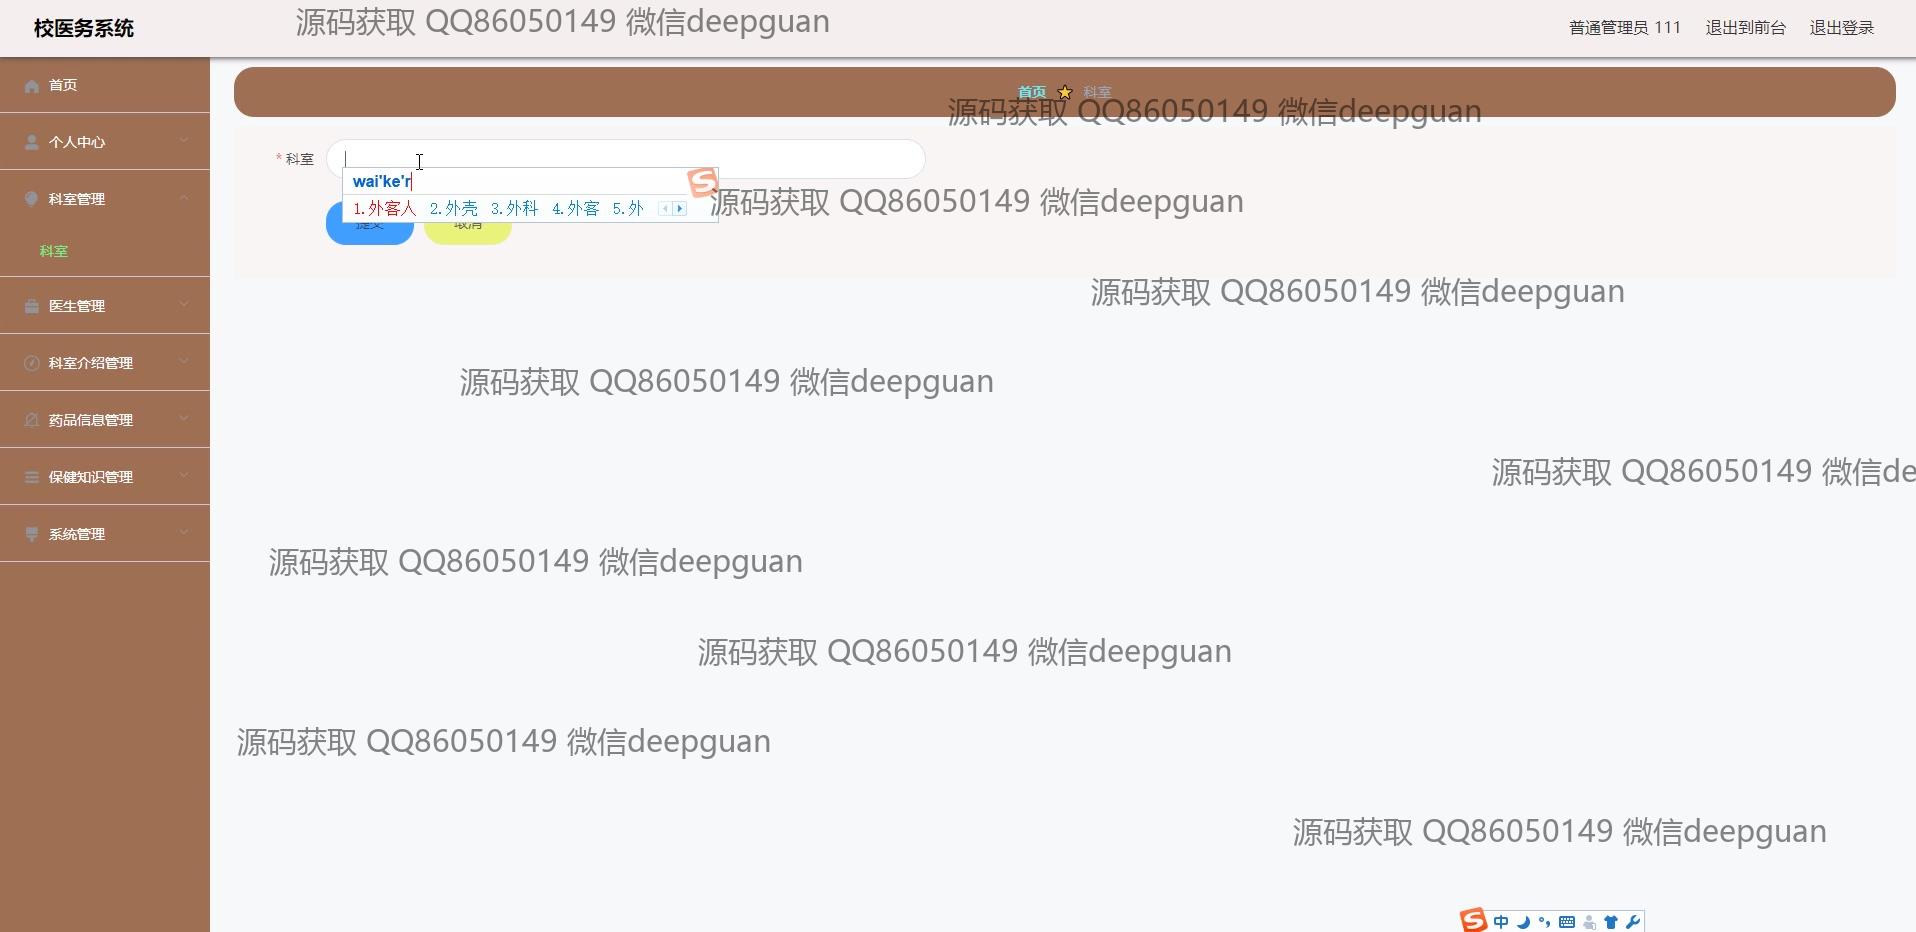 校医务系统
源码获取 QQ86050149 微信deepguan
普通管理员 111
退出到前台
退出登录
首页
个人中心
科室管理
科室
医生管理
科室介绍管理
药品信息管理
保健知识管理
系统管理
首页
科室
源码获取 QQ86050149 微信deepguan
* 科室
wai'ke'r
1.外客人 2.外壳 3.外科 4.外客 5.外
源码获取 QQ86050149 微信deepguan
提交
取消
源码获取 QQ86050149 微信deepguan
源码获取 QQ86050149 微信deepguan
源码获取 QQ86050149 微信de
源码获取 QQ86050149 微信deepguan
源码获取 QQ86050149 微信deepguan
源码获取 QQ86050149 微信deepguan
源码获取 QQ86050149 微信deepguan
中